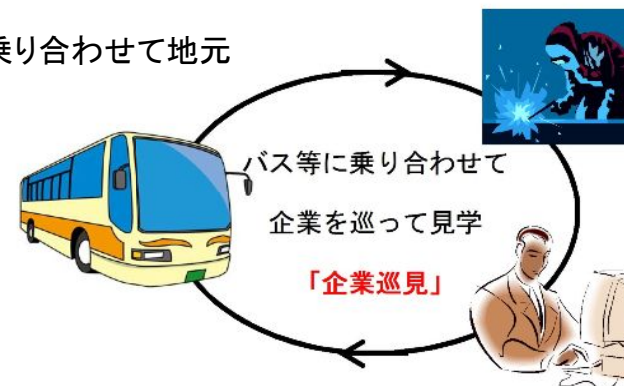 乗り合わせて地元
バス等に乗り合わせて
企業を巡って見学
「企業巡見」